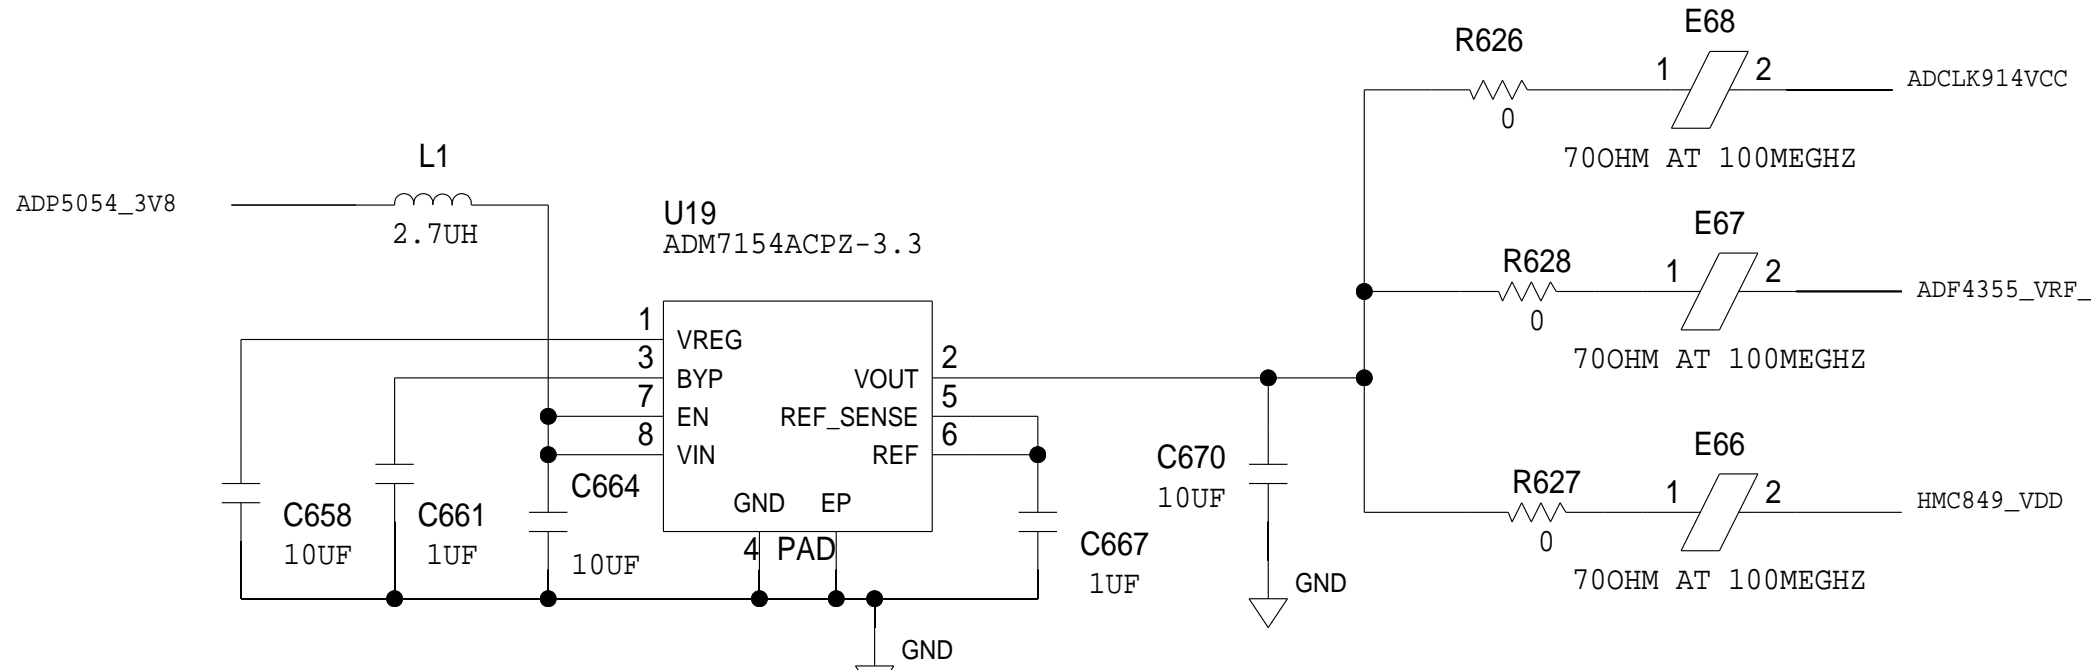 E68
R626
1
2
ADCLK914VCC
0
70OHM AT 100MEGHZ
L1
ADP5054_3V8
2.7UH
U19
ADM7154ACPZ-3.3
E67
R628
1
2
ADF4355_VRF_
0
70OHM AT 100MEGHZ
1
VREG
3
BYP
7
EN
8
VIN
VOUT
2
REF_SENSE
5
REF
6
GND
EP
4
PAD
C658
10UF
C661
1UF
C664
10UF
C667
1UF
GND
C670
10UF
GND
E66
R627
1
2
HMC849_VDD
0
70OHM AT 100MEGHZ